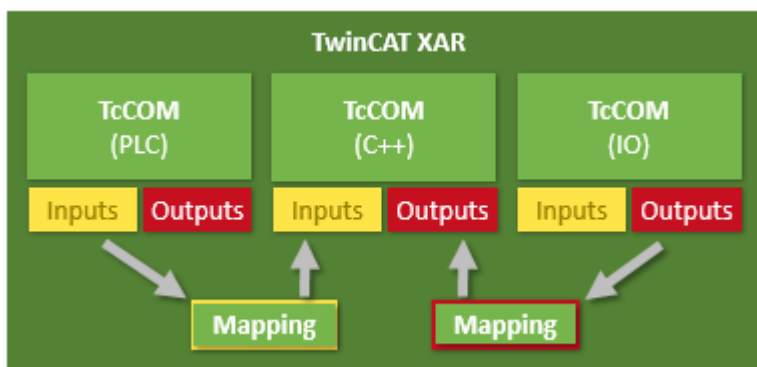 TwinCAT XAR
TcCOM TcCOM TcCOM
(PLC) (C++) (IO)
Inputs Outputs Inputs Outputs Inputs Outputs
Mapping Mapping